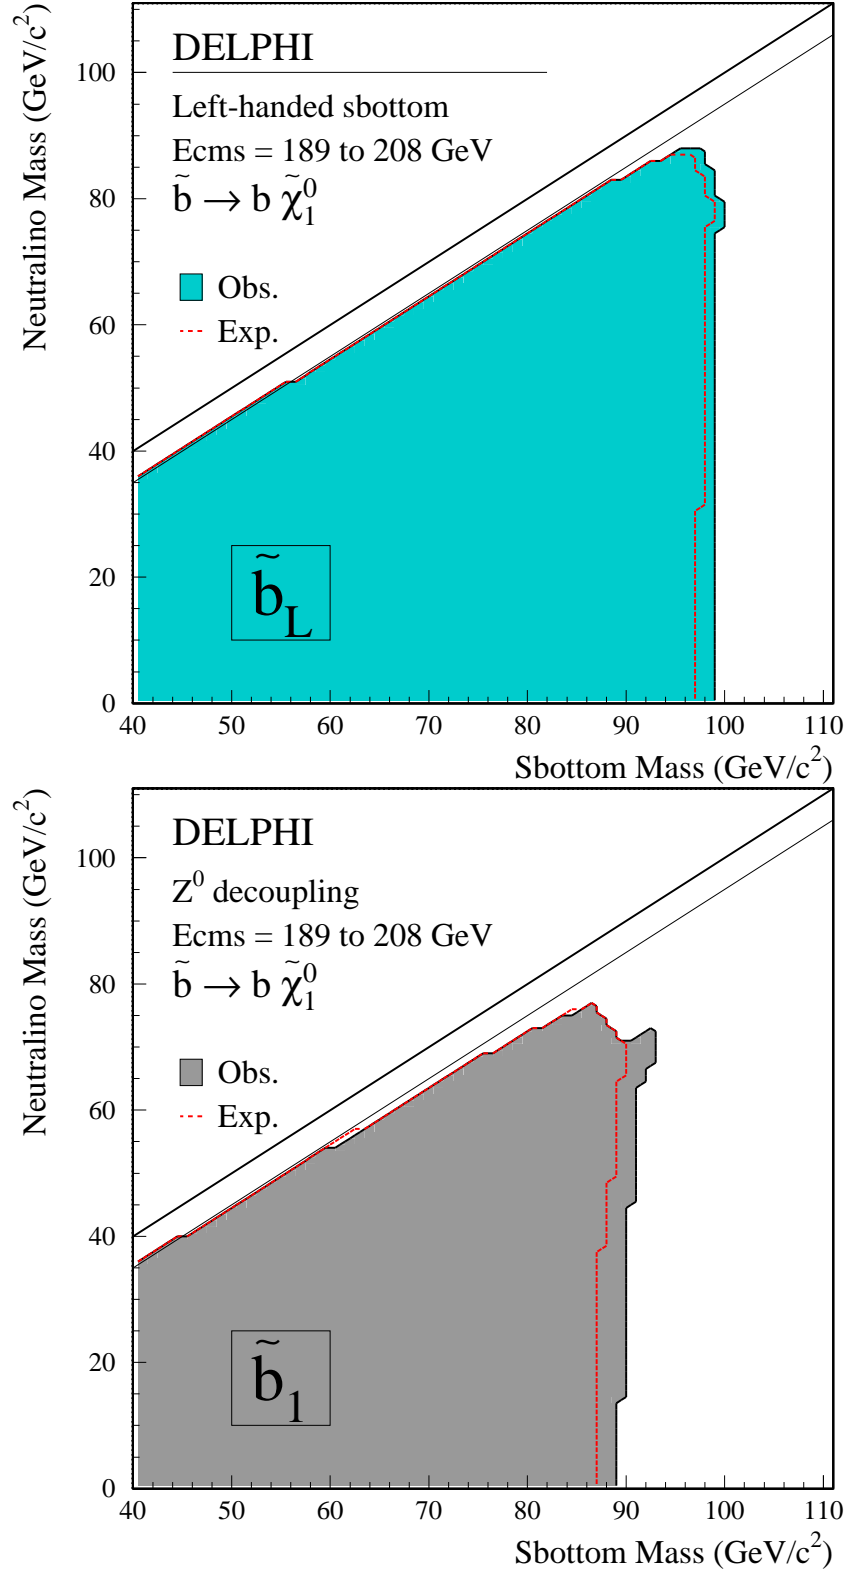 Neutralino Mass (GeV/c²)
DELPHI
Left-handed sbottom
Ecms = 189 to 208 GeV
b̃ → b χ̃₁⁰
Obs.
Exp.
b̃_L
100
80
60
40
20
0
40 50 60 70 80 90 100 110
Sbottom Mass (GeV/c²)
Neutralino Mass (GeV/c²)
DELPHI
Z⁰ decoupling
Ecms = 189 to 208 GeV
b̃ → b χ̃₁⁰
Obs.
Exp.
b̃₁
100
80
60
40
20
0
40 50 60 70 80 90 100 110
Sbottom Mass (GeV/c²)